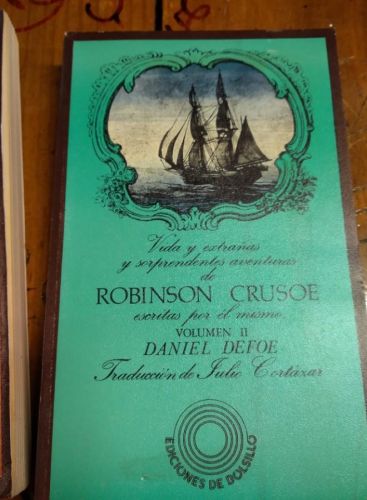 Vida y extrañas
y sorprendentes aventuras
de
ROBINSON CRUSOE
escritas por él mismo
VOLUMEN II
DANIEL DEFOE
Traducción de Julio Cortázar
EDICIONES DE BOLSILLO